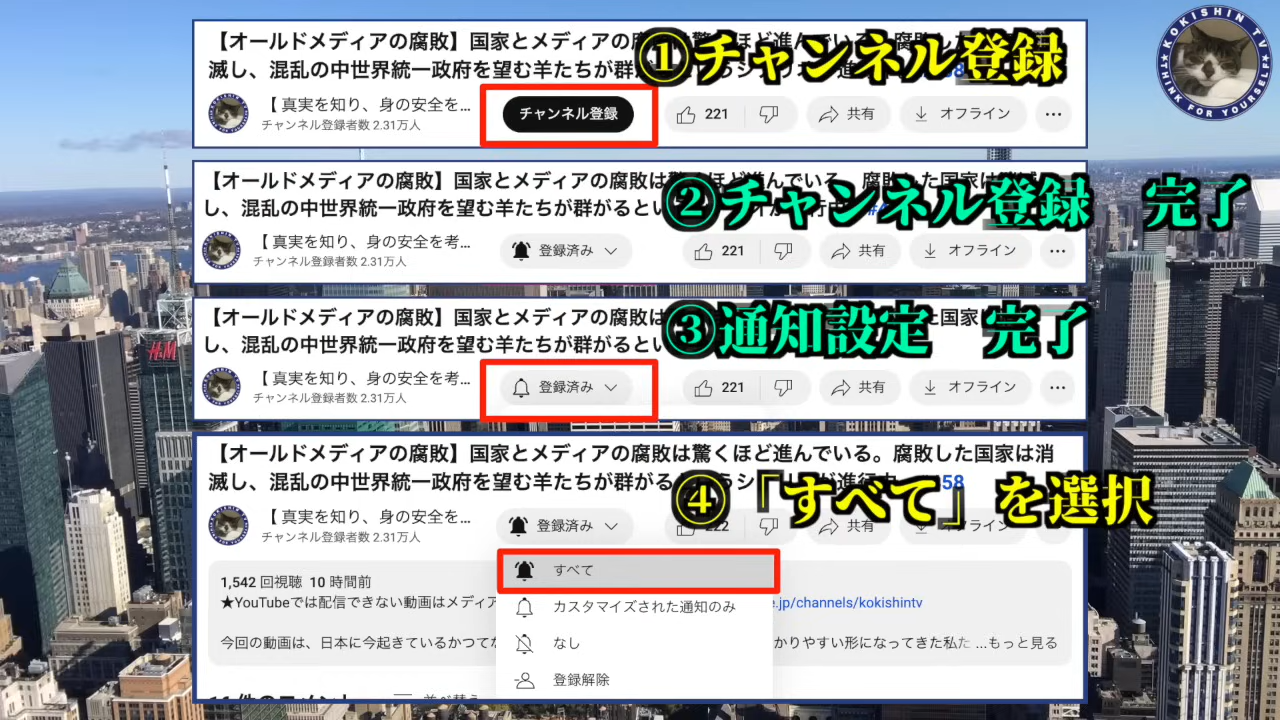 KOKISHIN TV
THINK FOR YOURSELF
【オールドメディアの腐敗】国家とメディアの
滅し、混乱の中世界統一政府を望む羊たちが群が
①チャンネル登録
【 真実を知り、身の安全を…
チャンネル登録者数 2.31万人
チャンネル登録
221
共有
オフライン
【オールドメディアの腐敗】国家とメディアの腐敗は
し、混乱の中世界統一政府を望む羊たちが群がるとい
②チャンネル登録 完了
【 真実を知り、身の安全を考…
チャンネル登録者数 2.31万人
登録済み
221
共有
オフライン
【オールドメディアの腐敗】国家とメディアの腐敗は
し、混乱の中世界統一政府を望む羊たちが群がるとい
③通知設定 完了
【 真実を知り、身の安全を考…
チャンネル登録者数 2.31万人
登録済み
221
共有
オフライン
H&M
【オールドメディアの腐敗】国家とメディアの腐敗は驚くほど進んでいる。腐敗した国家は消
滅し、混乱の中世界統一政府を望む羊たちが群がる
④「すべて」を選択
【 真実を知り、身の安全を…
チャンネル登録者数 2.31万人
登録済み
共有
オフライン
1,542 回視聴 10 時間前
★YouTubeでは配信できない動画はメディア
e.jp/channels/kokishintv
今回の動画は、日本に今起きているかつてな
かりやすい形になってきた私た …もっと見る
すべて
カスタマイズされた通知のみ
なし
登録解除